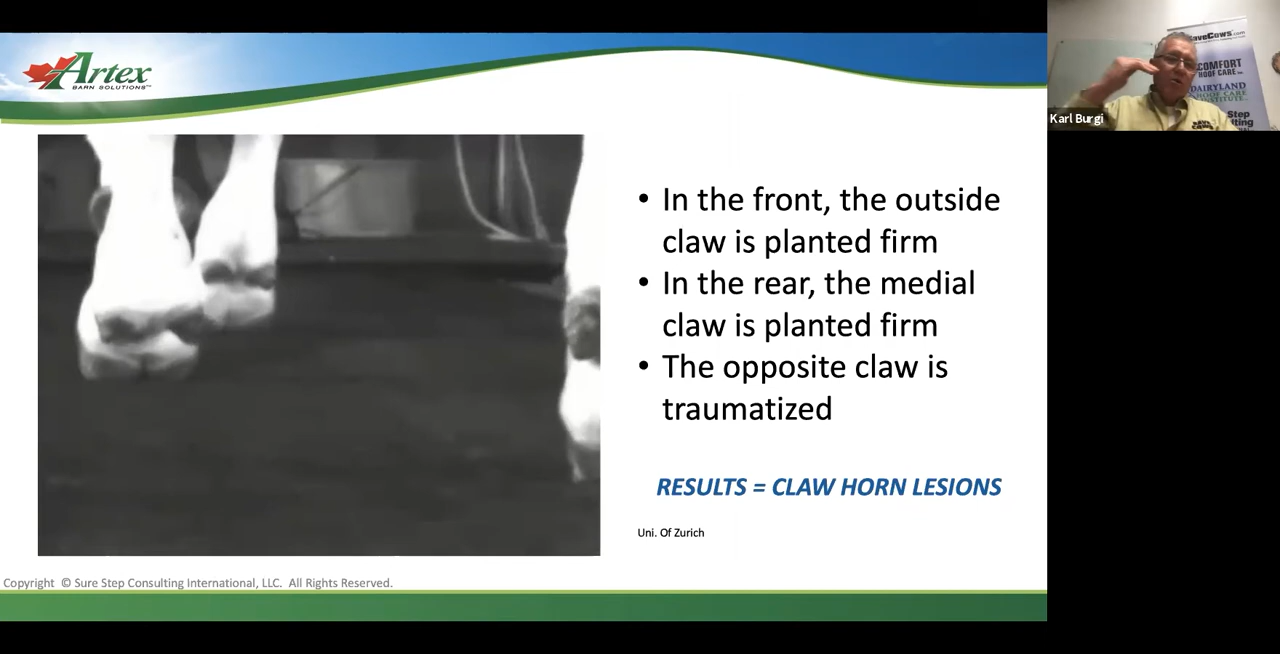 Artex
BARN SOLUTIONS
• In the front, the outside
claw is planted firm
• In the rear, the medial
claw is planted firm
• The opposite claw is
traumatized
RESULTS = CLAW HORN LESIONS
Uni. Of Zurich
Copyright © Sure Step Consulting International, LLC. All Rights Reserved.
COMFORT
HOOF CARE
DAIRYLAND
HOOF CARE
Step
Karl Burgi